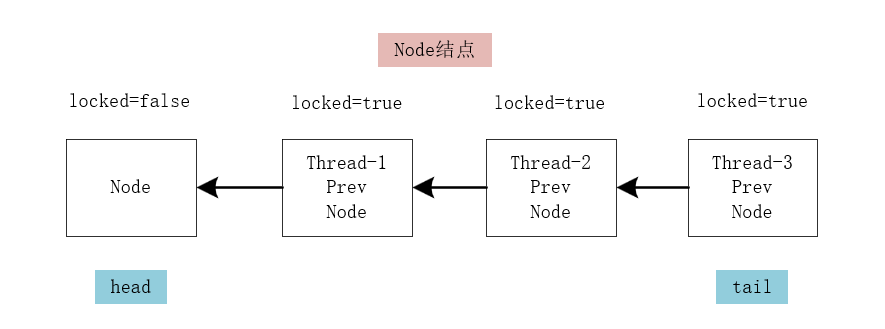 Node结点
locked=false
locked=true
locked=true
locked=true
Node
Thread-1
Prev
Node
Thread-2
Prev
Node
Thread-3
Prev
Node
head
tail